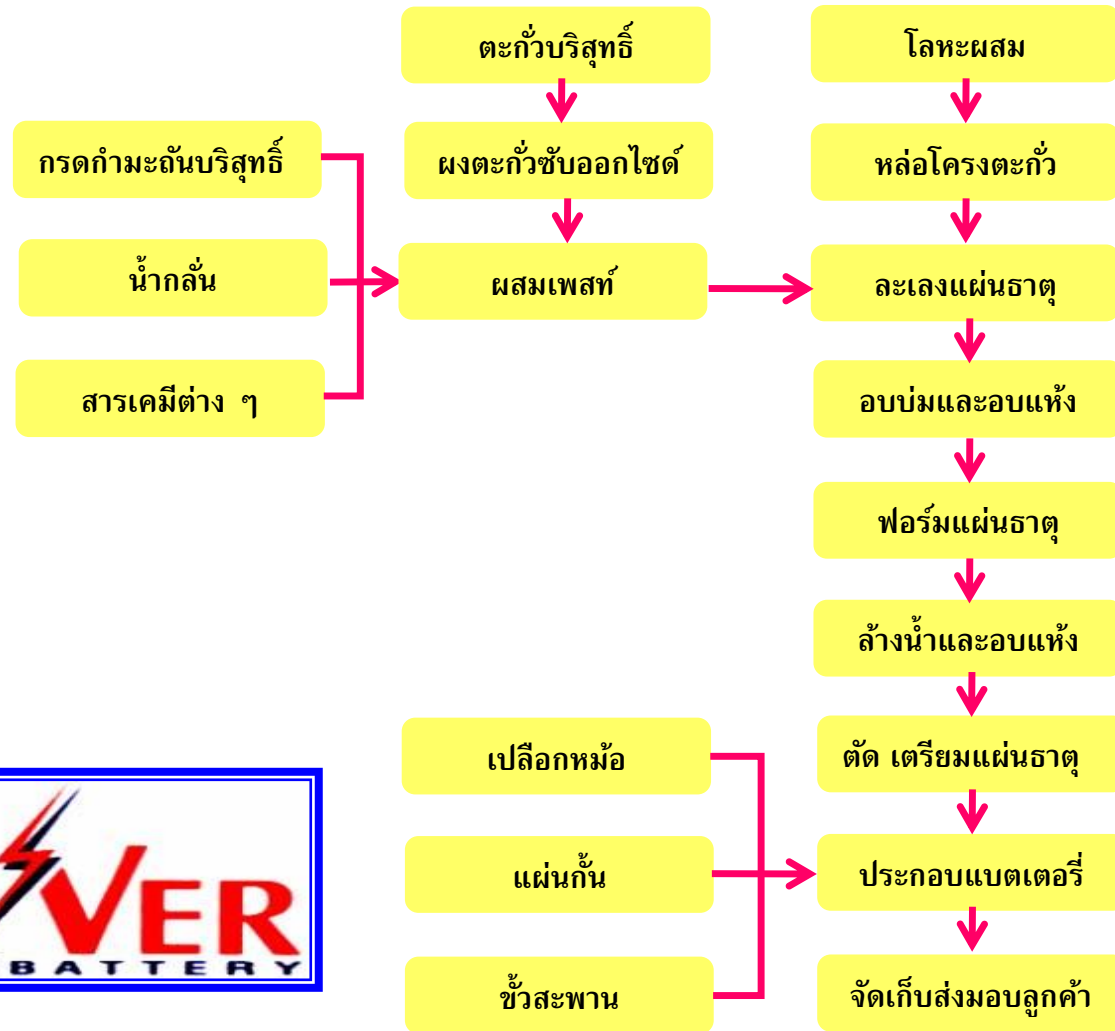 ตะกั่วบริสุทธิ์
โลหะผสม
กรดกำมะถันบริสุทธิ์
ผงตะกั่วซับออกไซด์
หล่อโครงตะกั่ว
น้ำกลั่น
ผสมเพสท์
ละเลงแผ่นธาตุ
สารเคมีต่าง ๆ
อบบ่มและอบแห้ง
ฟอร์มแผ่นธาตุ
ล้างน้ำและอบแห้ง
เปลือกหม้อ
ตัด เตรียมแผ่นธาตุ
แผ่นกั้น
ประกอบแบตเตอรี่
ขั้วสะพาน
จัดเก็บส่งมอบลูกค้า
VER
BATTERY